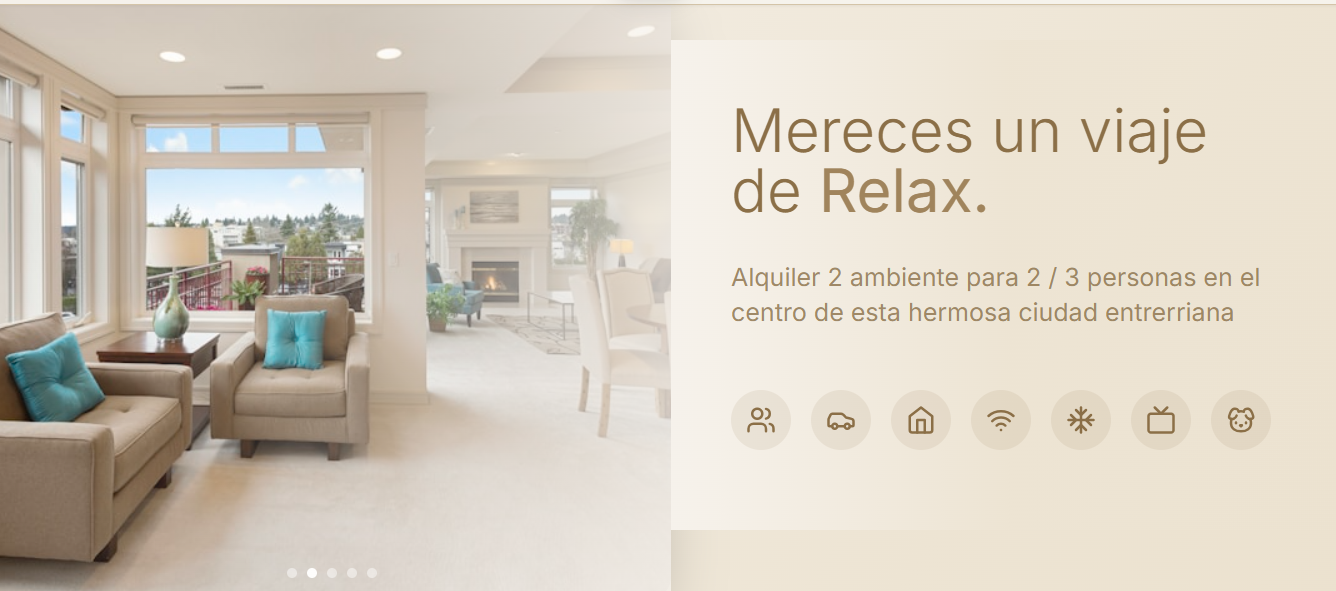 Mereces un viaje
de Relax.
Alquiler 2 ambiente para 2 / 3 personas en el
centro de esta hermosa ciudad entrerriana